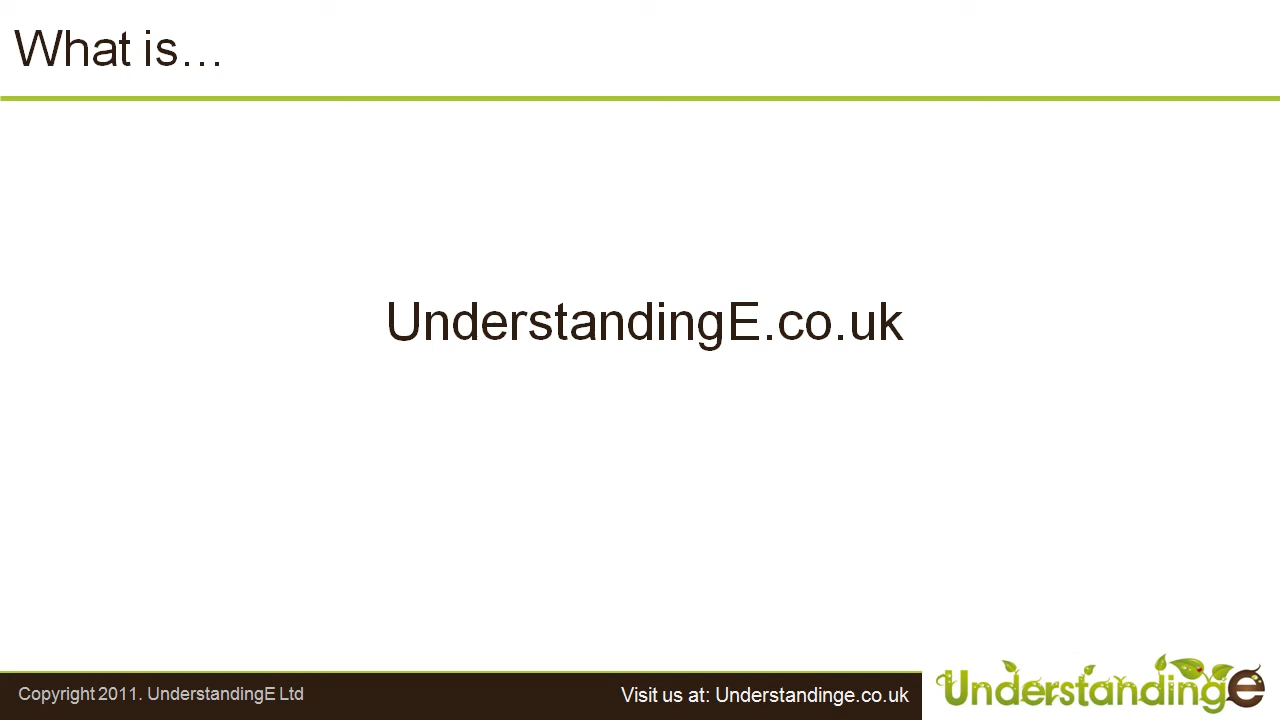 What is...
UnderstandingE.co.uk
Copyright 2011. UnderstandingE Ltd
Visit us at: Understandinge.co.uk
UnderstandingE